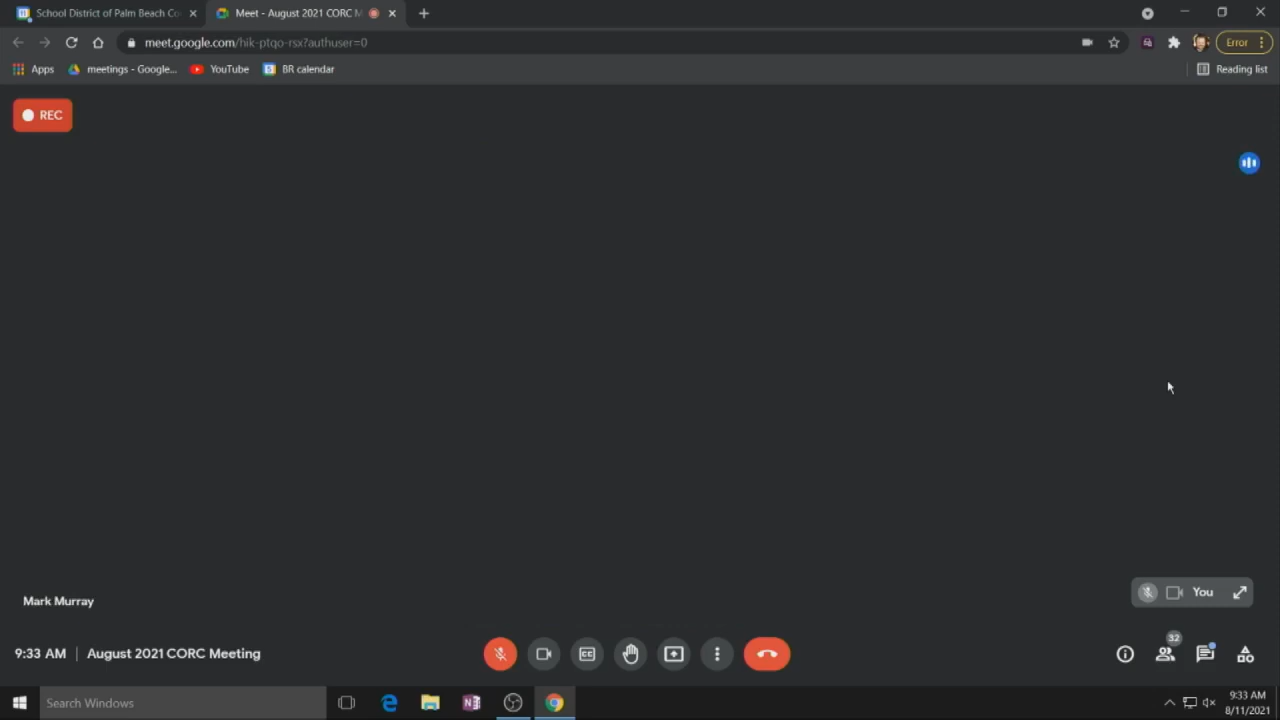 School District of Palm Beach Co
Meet - August 2021 CORC M
meet.google.com/hik-ptqo-rsx?authuser=0
Error
Apps
meetings - Google...
YouTube
BR calendar
Reading list
REC
Mark Murray
You
9:33 AM | August 2021 CORC Meeting
CC
32
Search Windows
9:33 AM
8/11/2021